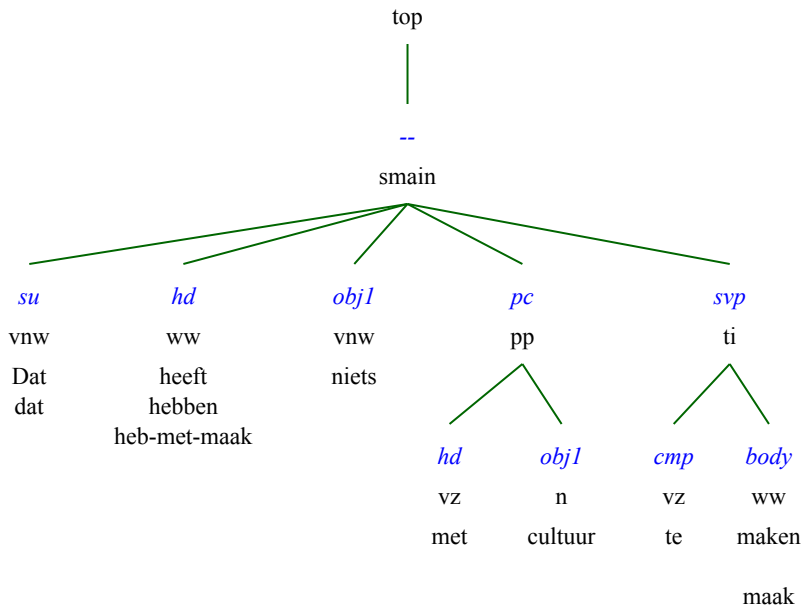 top
--
smain
su hd obj1 pc svp
vnw ww vnw pp ti
Dat heeft niets
dat hebben
heb-met-maak
hd obj1 cmp body
vz n vz ww
met cultuur te maken
maak